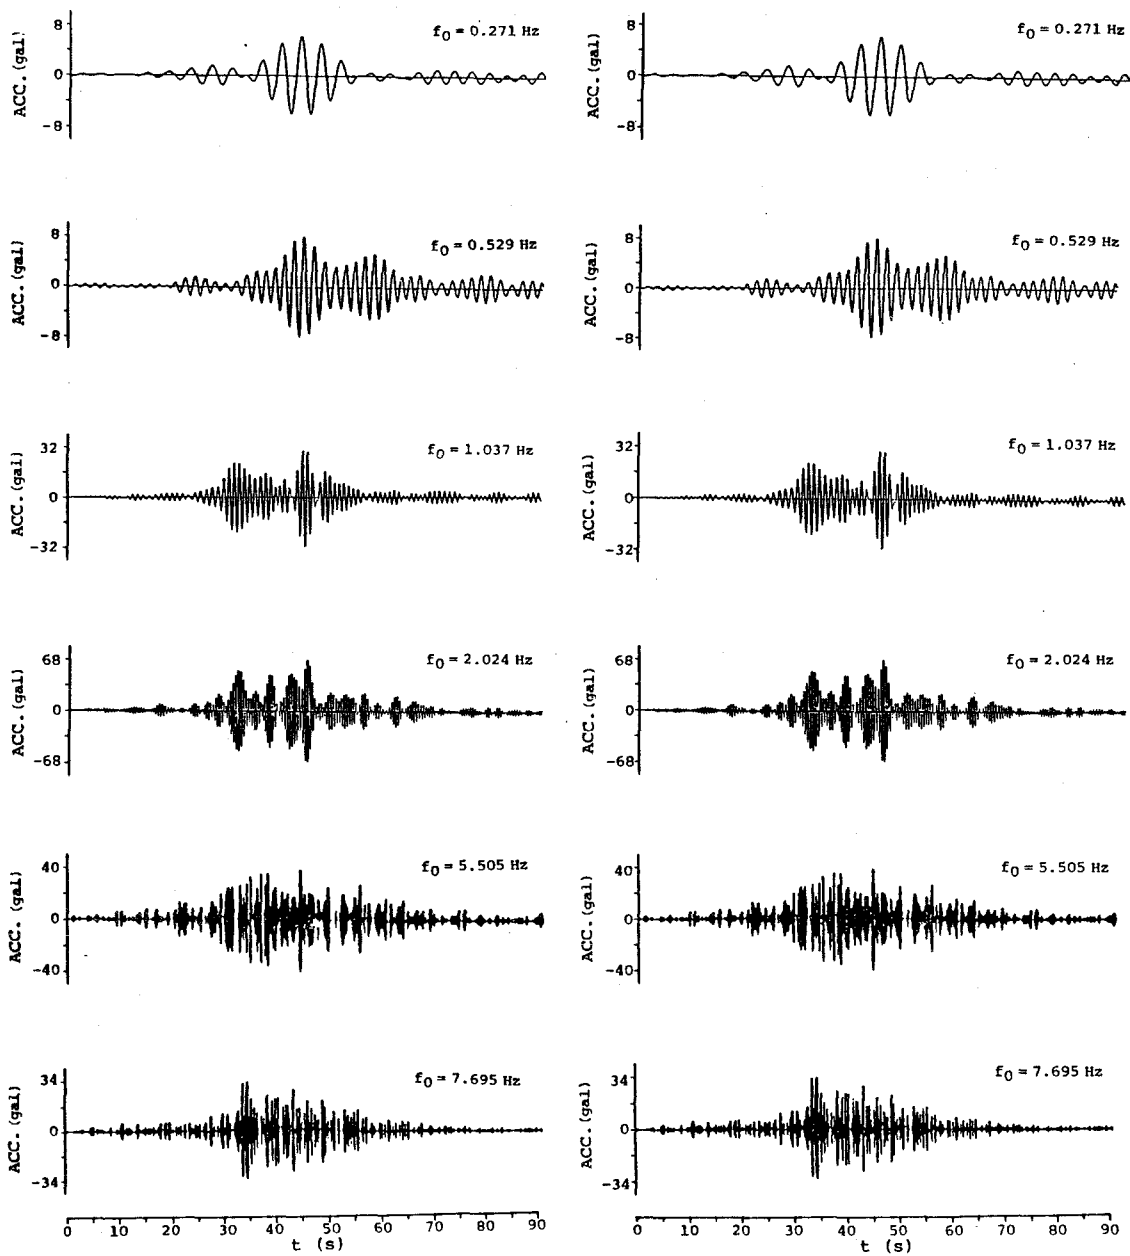 8 f0 = 0.271 Hz
ACC. (gal)
0
-8
8 f0 = 0.271 Hz
ACC. (gal)
0
-8
8 f0 = 0.529 Hz
ACC. (gal)
0
-8
8 f0 = 0.529 Hz
ACC. (gal)
0
-8
32 f0 = 1.037 Hz
ACC. (gal)
0
-32
32 f0 = 1.037 Hz
ACC. (gal)
0
-32
68 f0 = 2.024 Hz
ACC. (gal)
0
-68
68 f0 = 2.024 Hz
ACC. (gal)
0
-68
40 f0 = 5.505 Hz
ACC. (gal)
0
-40
40 f0 = 5.505 Hz
ACC. (gal)
0
-40
34 f0 = 7.695 Hz
ACC. (gal)
0
-34
0 10 20 30 40 50 60 70 80 90
t (s)
34 f0 = 7.695 Hz
ACC. (gal)
0
-34
0 10 20 30 40 50 60 70 80 90
t (s)